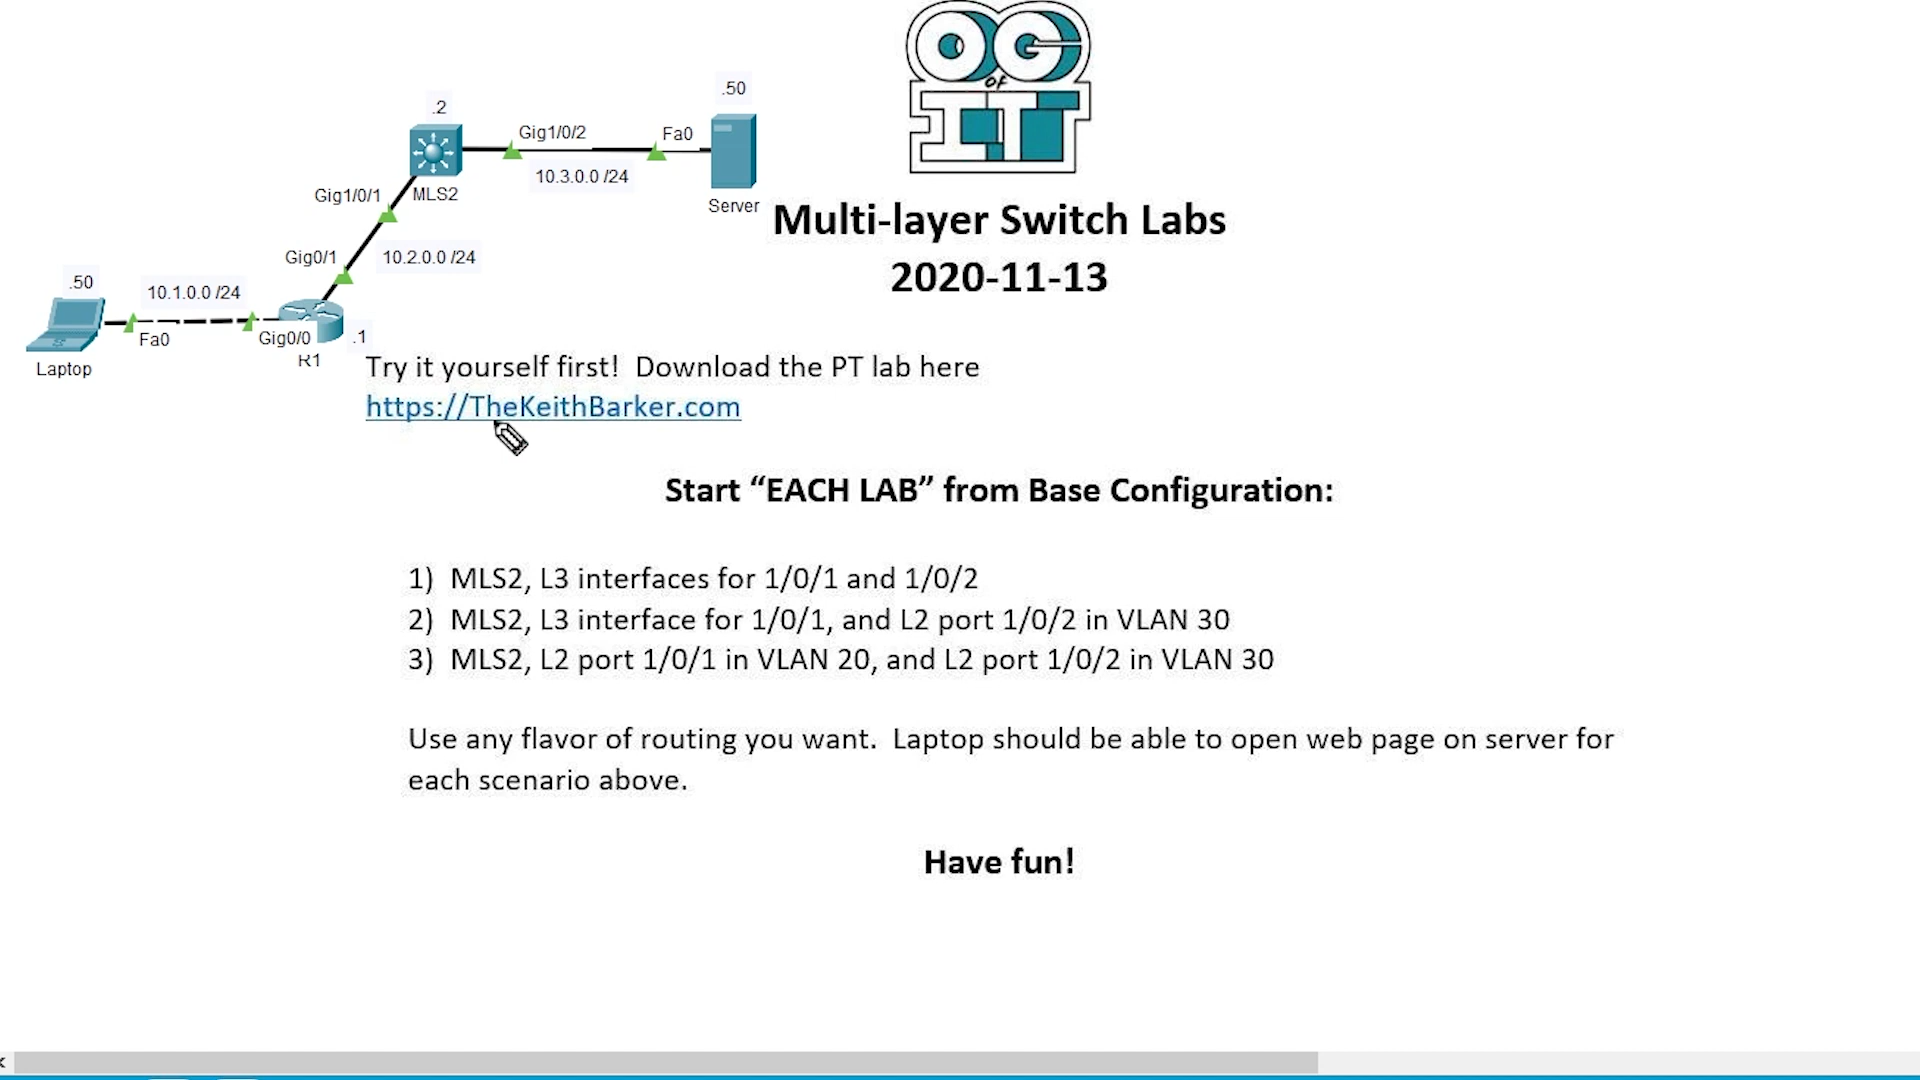 OG
of
IT
.50
.2
Gig1/0/2
Fa0
10.3.0.0 /24
Gig1/0/1
MLS2
Server
Multi-layer Switch Labs
Gig0/1
10.2.0.0 /24
2020-11-13
.50
10.1.0.0 /24
Fa0
Gig0/0
.1
R1
Laptop
Try it yourself first!  Download the PT lab here
https://TheKeithBarker.com
Start “EACH LAB” from Base Configuration:
1) MLS2, L3 interfaces for 1/0/1 and 1/0/2
2) MLS2, L3 interface for 1/0/1, and L2 port 1/0/2 in VLAN 30
3) MLS2, L2 port 1/0/1 in VLAN 20, and L2 port 1/0/2 in VLAN 30
Use any flavor of routing you want.  Laptop should be able to open web page on server for
each scenario above.
Have fun!